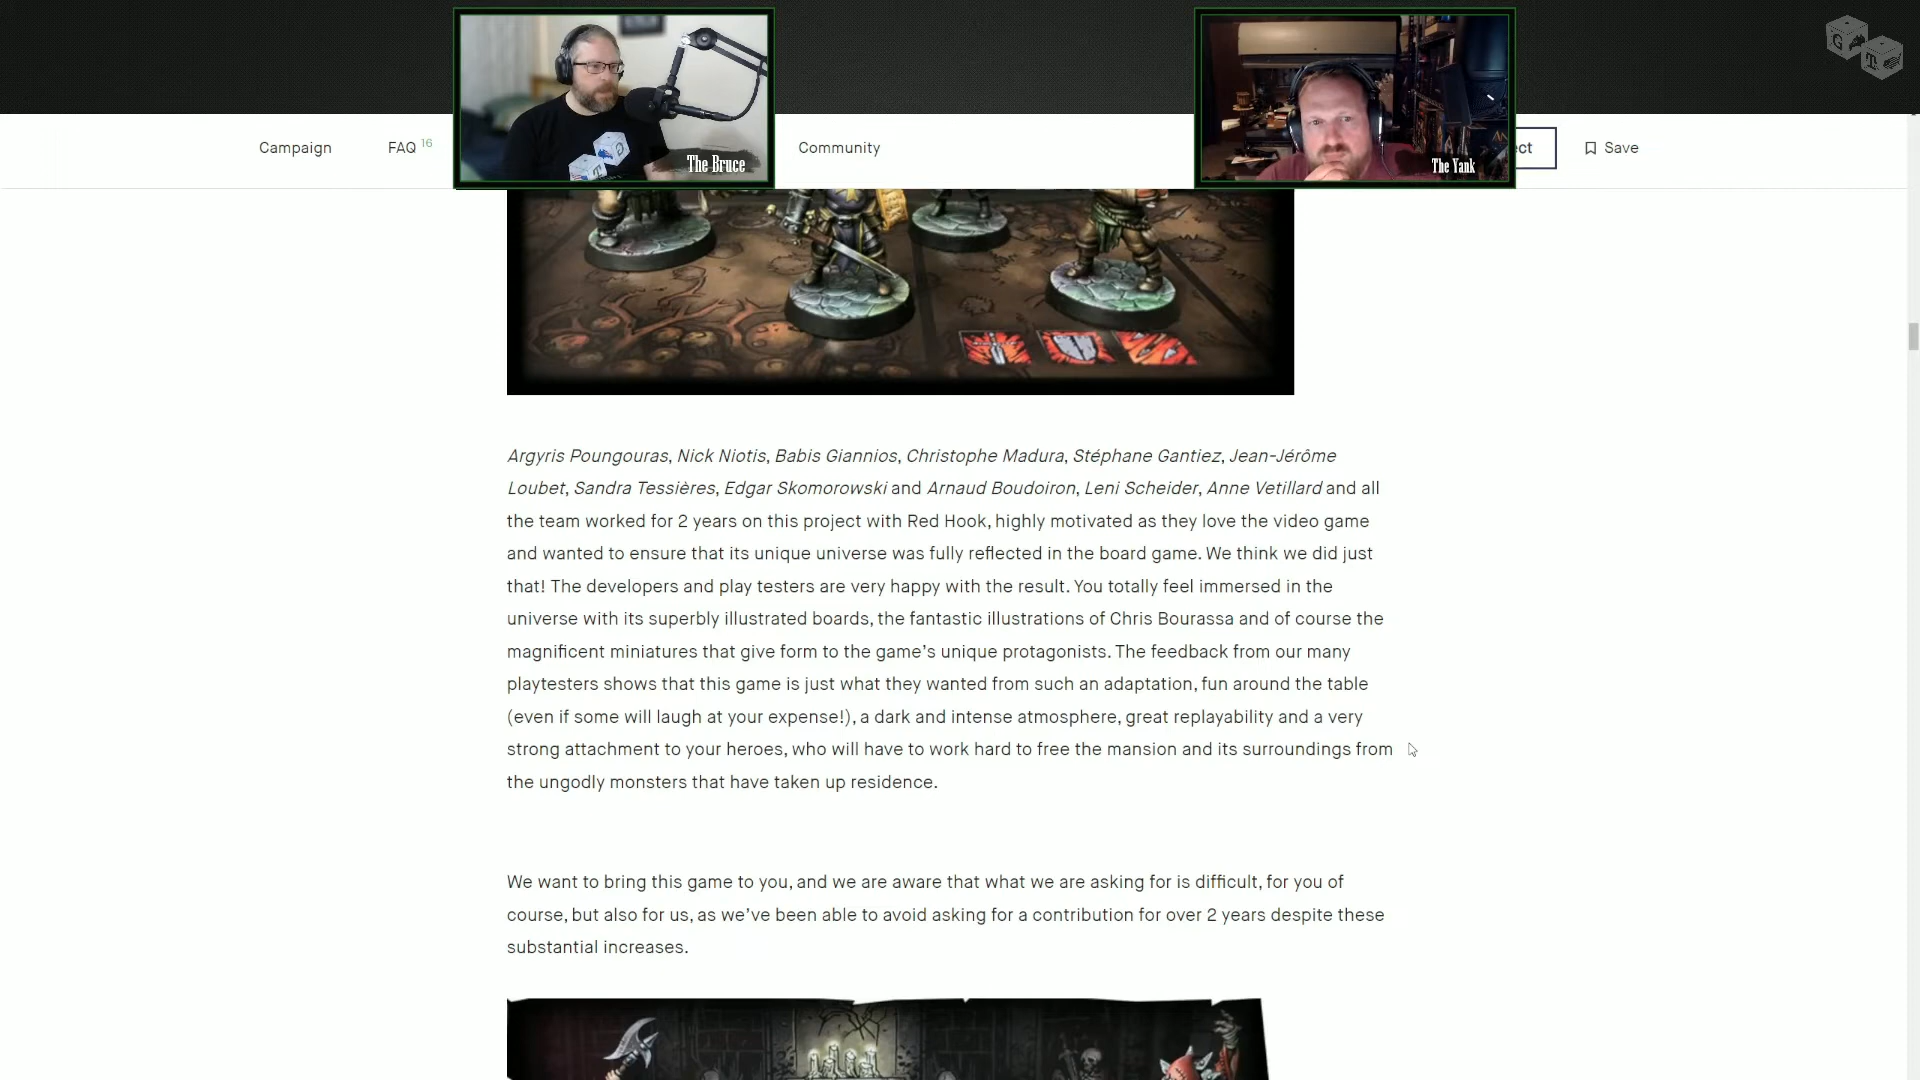 The Bruce
The Yank
G
T
Campaign
FAQ 16
Community
ect
Save
Argyris Poungouras, Nick Niotis, Babis Giannios, Christophe Madura, Stéphane Gantiez, Jean-Jérôme
Loubet, Sandra Tessières, Edgar Skomorowski and Arnaud Boudoiron, Leni Scheider, Anne Vetillard and all
the team worked for 2 years on this project with Red Hook, highly motivated as they love the video game
and wanted to ensure that its unique universe was fully reflected in the board game. We think we did just
that! The developers and play testers are very happy with the result. You totally feel immersed in the
universe with its superbly illustrated boards, the fantastic illustrations of Chris Bourassa and of course the
magnificent miniatures that give form to the game's unique protagonists. The feedback from our many
playtesters shows that this game is just what they wanted from such an adaptation, fun around the table
(even if some will laugh at your expense!), a dark and intense atmosphere, great replayability and a very
strong attachment to your heroes, who will have to work hard to free the mansion and its surroundings from
the ungodly monsters that have taken up residence.
We want to bring this game to you, and we are aware that what we are asking for is difficult, for you of
course, but also for us, as we've been able to avoid asking for a contribution for over 2 years despite these
substantial increases.